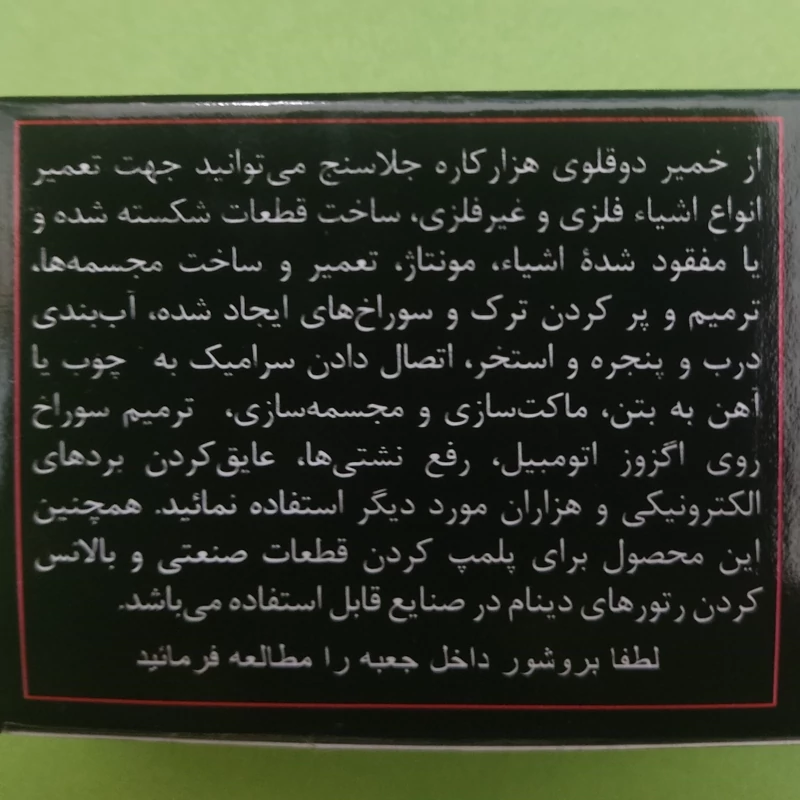 از خمیر دوقلوی هزارکاره جلاسنج می‌توانید جهت تعمیر
انواع اشیاء فلزی و غیرفلزی، ساخت قطعات شکسته شده و
یا مفقود شدهٔ اشیاء، مونتاژ، تعمیر و ساخت مجسمه‌ها،
ترمیم و پر کردن ترک و سوراخ‌های ایجاد شده، آب‌بندی
درب و پنجره و استخر، اتصال دادن سرامیک به چوب یا
آهن به بتن، ماکت‌سازی و مجسمه‌سازی، ترمیم سوراخ
روی اگزوز اتومبیل، رفع نشتی‌ها، عایق‌کردن بردهای
الکترونیکی و هزاران مورد دیگر استفاده نمائید. همچنین
این محصول برای پلمپ کردن قطعات صنعتی و بالانس
کردن رتورهای دینام در صنایع قابل استفاده می‌باشد.
لطفا بروشور داخل جعبه را مطالعه فرمائید